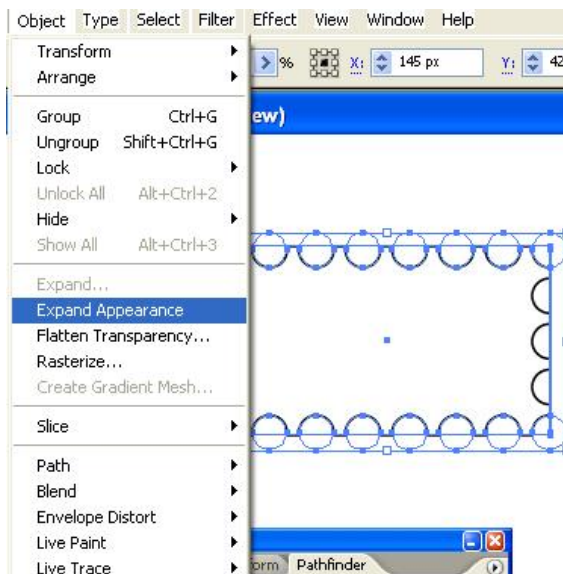 Object Type Select Filter Effect View Window Help
Transform
% X: 145 px Y: 42
Arrange
Group Ctrl+G
ew)
Ungroup Shift+Ctrl+G
Lock
Unlock All Alt+Ctrl+2
Hide
Show All Alt+Ctrl+3
Expand...
Expand Appearance
Flatten Transparency...
Rasterize...
Create Gradient Mesh...
Slice
Path
Blend
Envelope Distort
Live Paint
Live Trace
orm Pathfinder